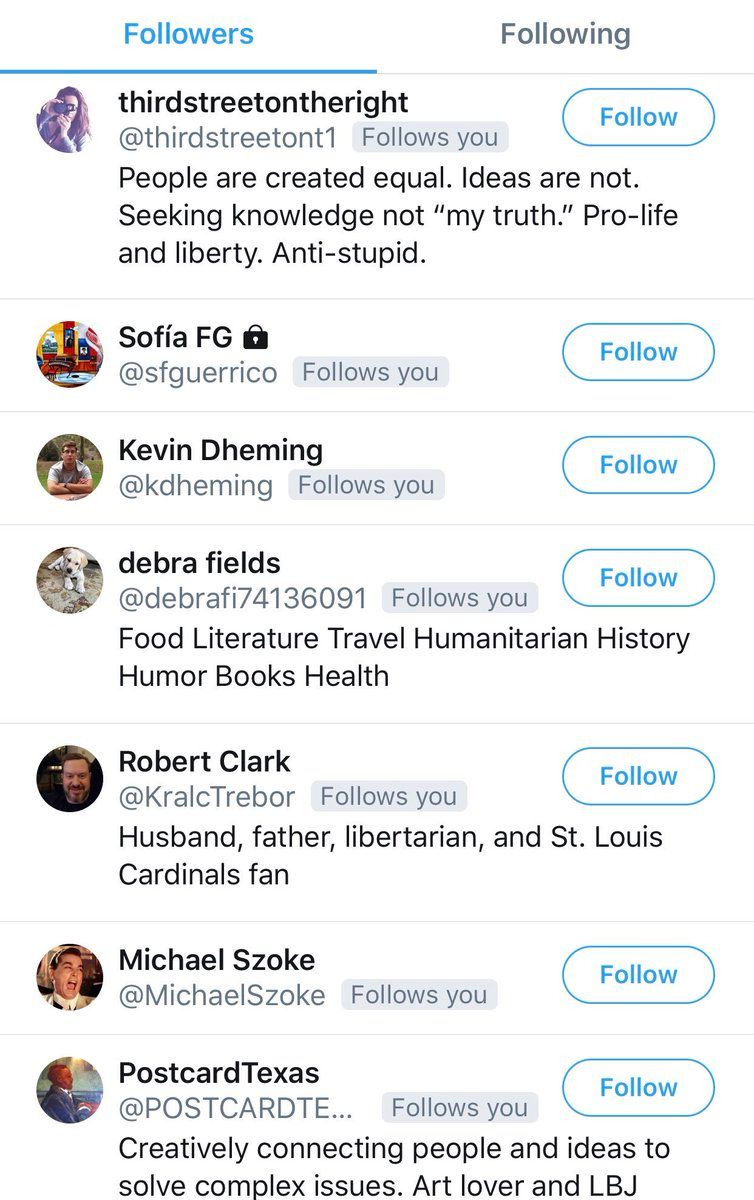 Followers
Following
thirdstreetontheright
Follow
@thirdstreetont1 Follows you
People are created equal. Ideas are not.
Seeking knowledge not “my truth.” Pro-life
and liberty. Anti-stupid.
Sofía FG
Follow
@sfguerrico Follows you
Kevin Dheming
Follow
@kdheming Follows you
debra fields
Follow
@debrafi74136091 Follows you
Food Literature Travel Humanitarian History
Humor Books Health
Robert Clark
Follow
@KralcTrebor Follows you
Husband, father, libertarian, and St. Louis
Cardinals fan
Michael Szoke
Follow
@MichaelSzoke Follows you
PostcardTexas
Follow
@POSTCARDTE... Follows you
Creatively connecting people and ideas to
solve complex issues. Art lover and LBJ